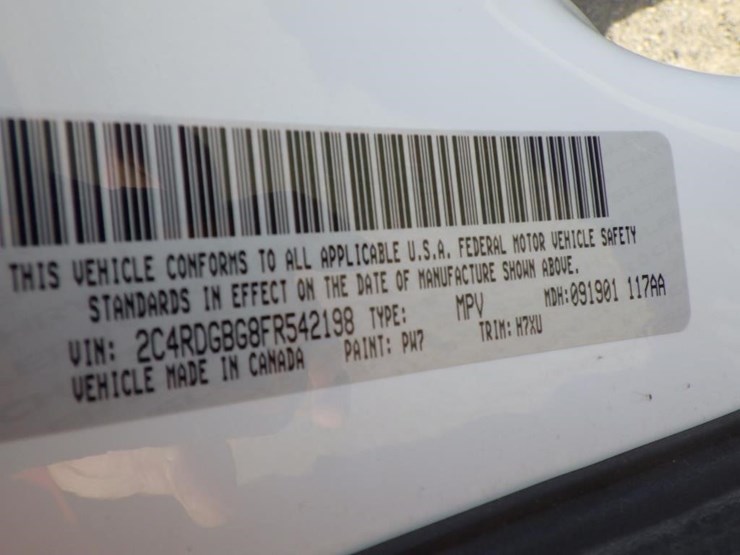 THIS VEHICLE CONFORMS TO ALL APPLICABLE U.S.A. FEDERAL MOTOR VEHICLE SAFETY
STANDARDS IN EFFECT ON THE DATE OF MANUFACTURE SHOWN ABOVE.
VIN: 2C4RDGBG8FR542198 TYPE: MPV MDH:091901 117AA
VEHICLE MADE IN CANADA PAINT: PW7 TRIM: H7XU